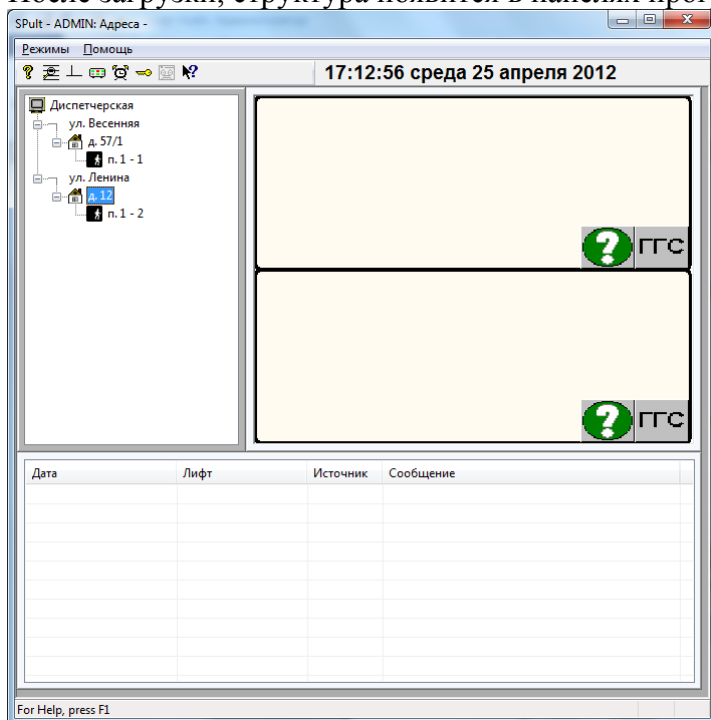 После загрузки, структура появится в панелях прог
SPult - ADMIN: Адреса -
Режимы Помощь
17:12:56 среда 25 апреля 2012
Диспетчерская
ул. Весенняя
д. 57/1
п. 1 - 1
ул. Ленина
д. 12
п. 1 - 2
? ГГС
? ГГС
Дата Лифт Источник Сообщение
For Help, press F1